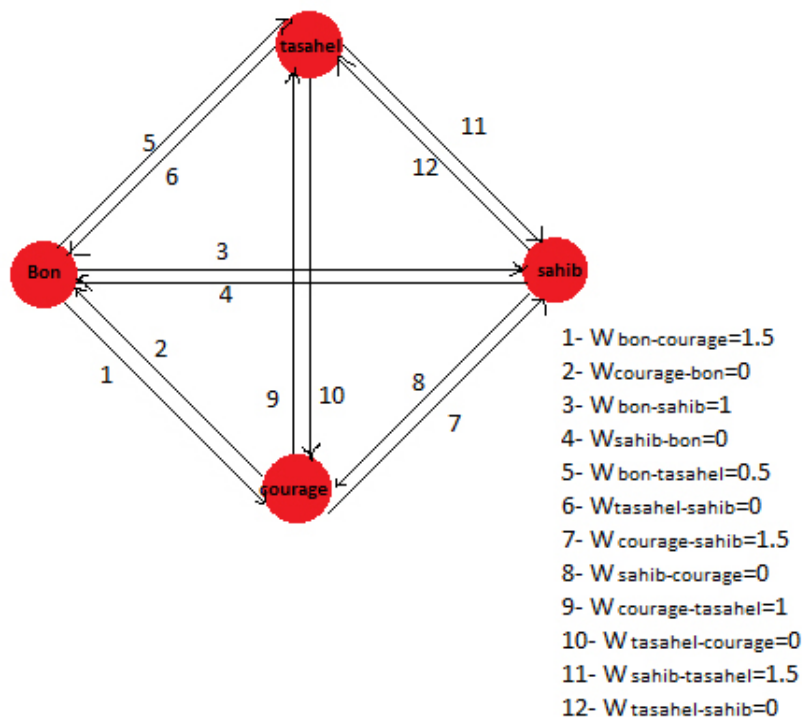 tasahel
5
11
6
12
3
Bon
sahib
4
1- W bon-courage=1.5
2
8
1
2- Wcourage-bon=0
9
10
7
3- W bon-sahib=1
4- Wsahib-bon=0
courage
5- W bon-tasahel=0.5
6- Wtasahel-sahib=0
7- W courage-sahib=1.5
8- W sahib-courage=0
9- W courage-tasahel=1
10- W tasahel-courage=0
11- W sahib-tasahel=1.5
12- W tasahel-sahib=0